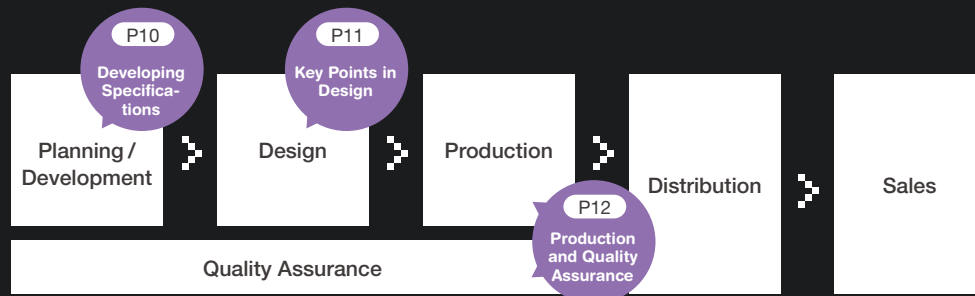 P10
Developing
Specifica-
tions
P11
Key Points in
Design
Planning /
Development
Design
Production
Distribution
Sales
P12
Production
and Quality
Assurance
Quality Assurance